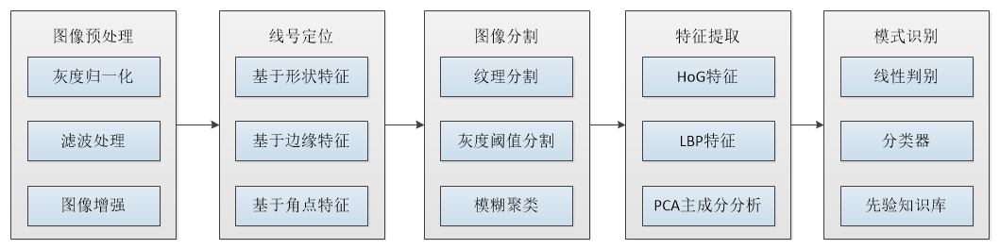 图像预处理
灰度归一化
滤波处理
图像增强
线号定位
基于形状特征
基于边缘特征
基于角点特征
图像分割
纹理分割
灰度阈值分割
模糊聚类
特征提取
HoG特征
LBP特征
PCA主成分分析
模式识别
线性判别
分类器
先验知识库